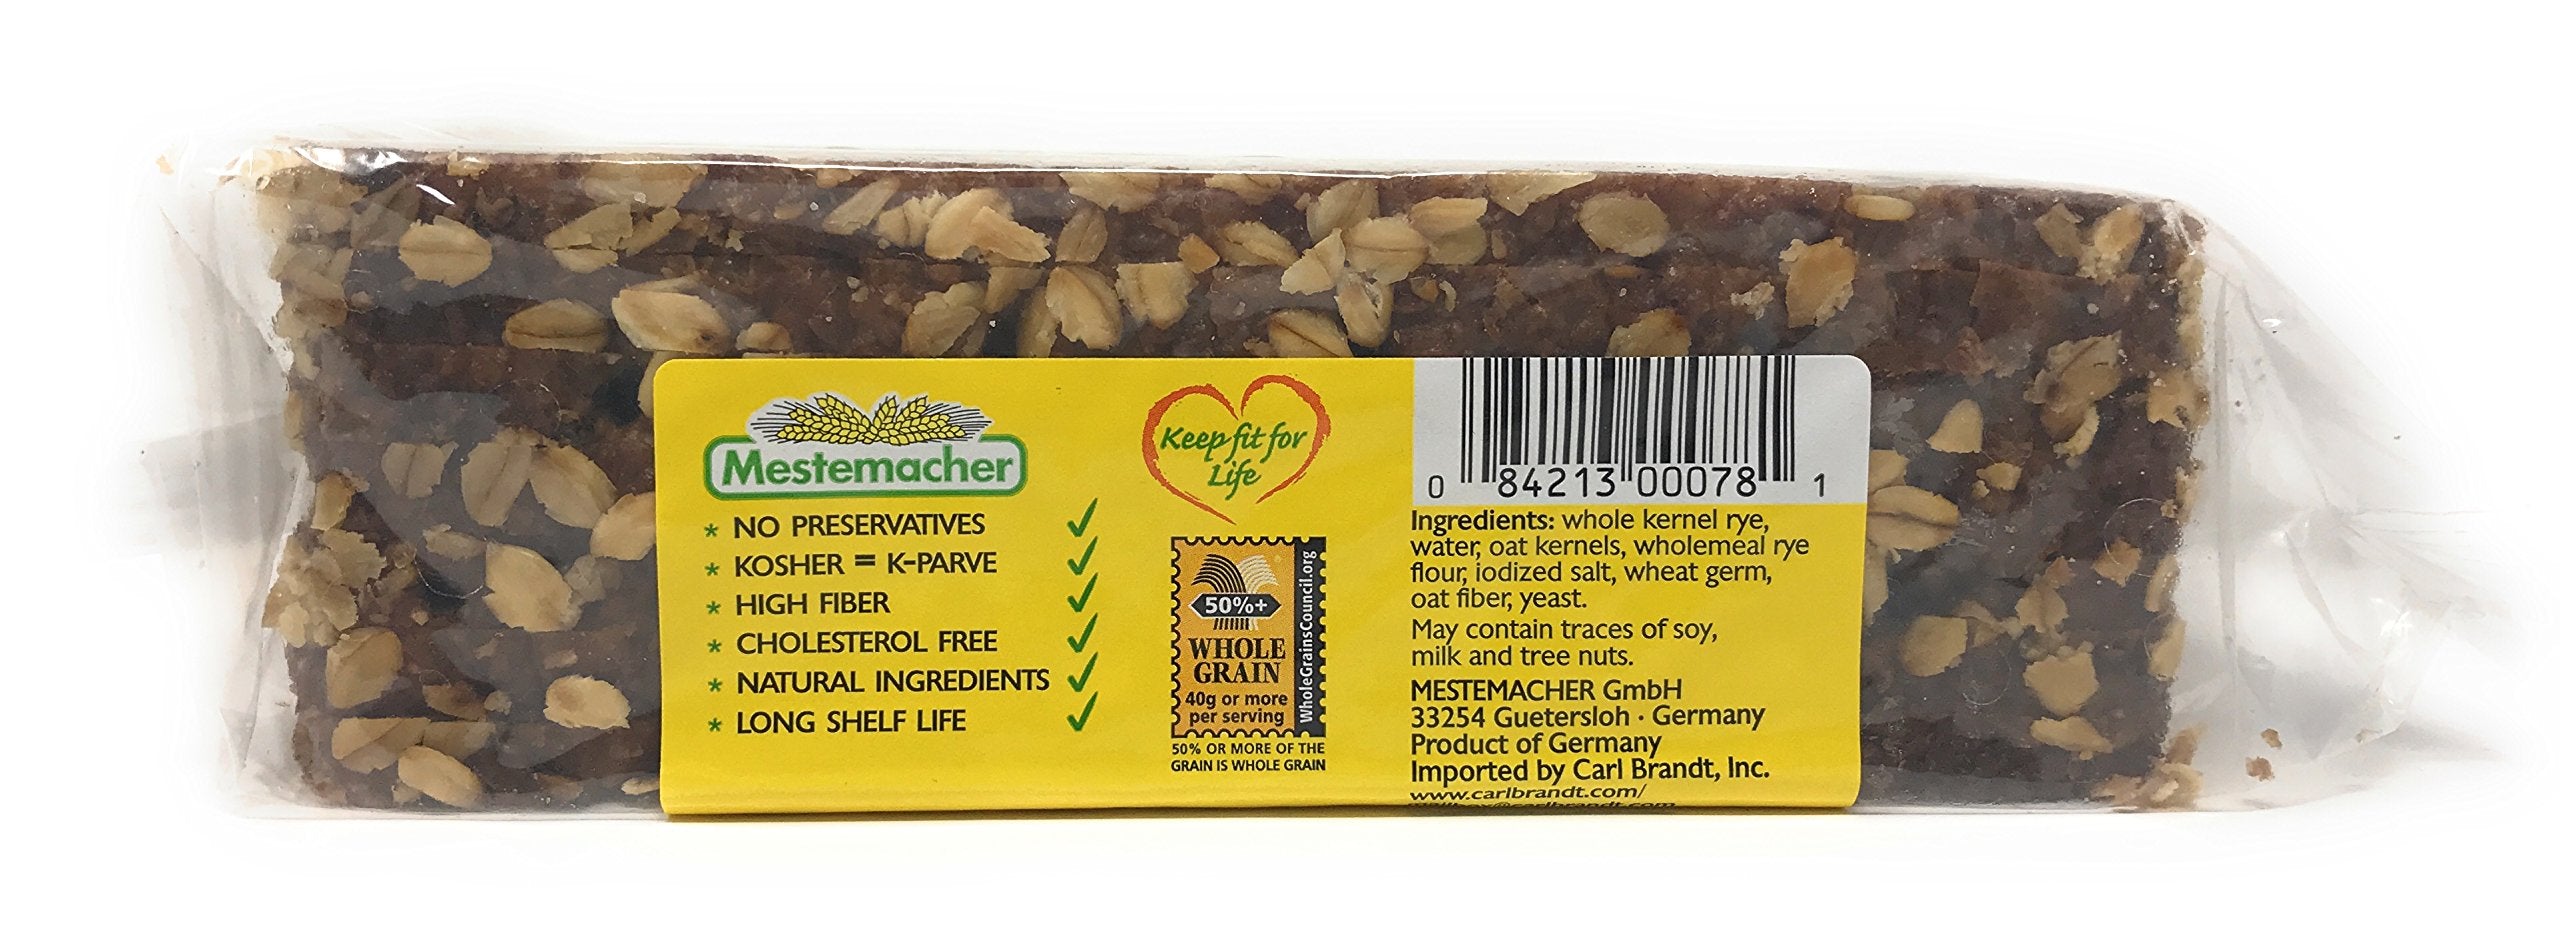 Mestemacher
* NO PRESERVATIVES ✓
* KOSHER = K-PARVE ✓
* HIGH FIBER ✓
* CHOLESTEROL FREE ✓
* NATURAL INGREDIENTS ✓
* LONG SHELF LIFE ✓
Keep fit for
Life
50%+
WHOLE
GRAIN
40g or more
per serving
WholeGrainsCouncil.org
50% OR MORE OF THE
GRAIN IS WHOLE GRAIN
0 84213 00078 1
Ingredients: whole kernel rye,
water, oat kernels, wholemeal rye
flour, iodized salt, wheat germ,
oat fiber, yeast.
May contain traces of soy,
milk and tree nuts.
MESTEMACHER GmbH
33254 Guetersloh · Germany
Product of Germany
Imported by Carl Brandt, Inc.
www.carlbrandt.com/